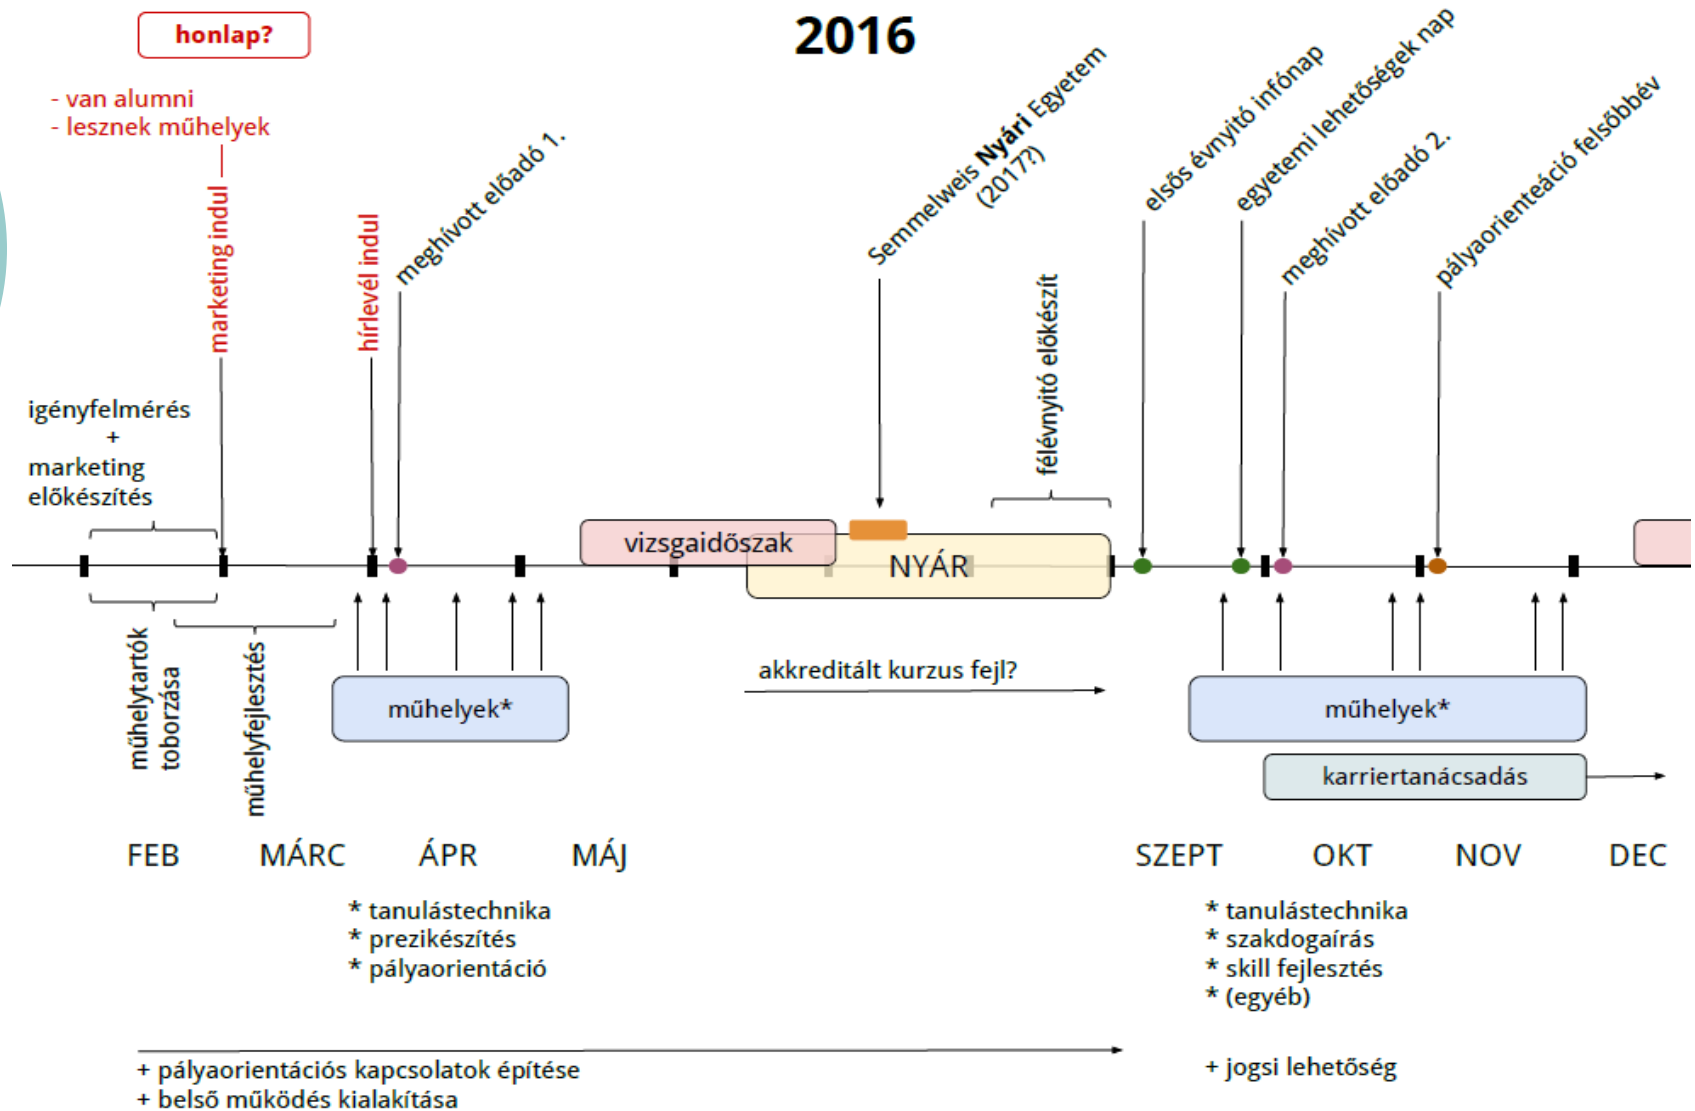 2016
honlap?
- van alumni
- lesznek műhelyek
marketing indul
hírlevél indul
meghívott előadó 1.
Semmelweis Nyári Egyetem
(2017?)
elsős évnyitó infónap
egyetemi lehetőségek nap
meghívott előadó 2.
pályaorienteáció felsőbbév
félévnyitó előkészít
igényfelmérés
+
marketing
előkészítés
vizsgaidőszak
NYÁR
műhelytartók
toborzása
műhelyfejlesztés
műhelyek*
akkreditált kurzus fejl?
műhelyek*
karriertanácsadás
FEB MÁRC ÁPR MÁJ SZEPT OKT NOV DEC
* tanulástechnika
* prezikészítés
* pályaorientáció
* tanulástechnika
* szakdogaírás
* skill fejlesztés
* (egyéb)
+ pályaorientációs kapcsolatok építése
+ belső működés kialakítása
+ jogsi lehetőség